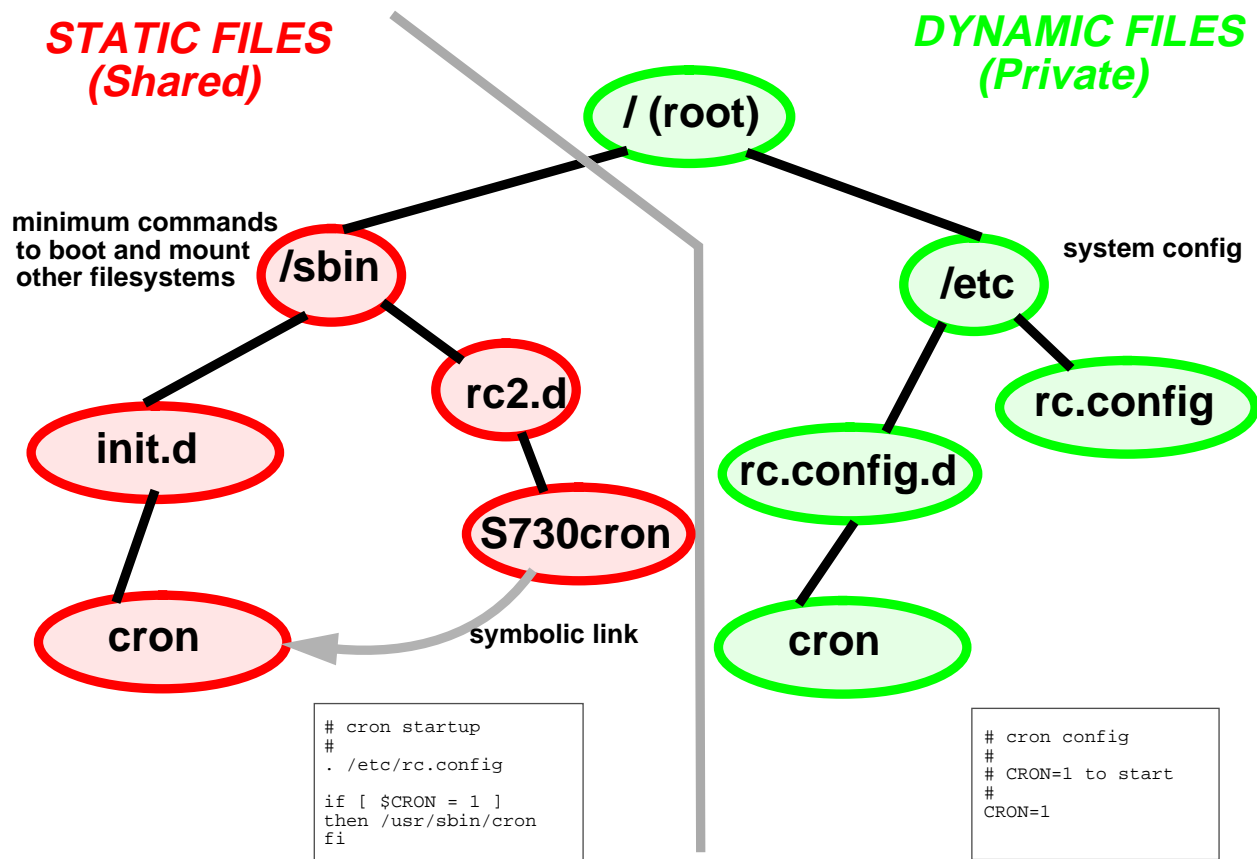 STATIC FILES
(Shared)
DYNAMIC FILES
(Private)
/ (root)
minimum commands
to boot and mount
other filesystems
/sbin
system config
/etc
rc2.d
rc.config
init.d
rc.config.d
S730cron
cron
symbolic link
cron
# cron startup
#
. /etc/rc.config
if [ $CRON = 1 ]
then /usr/sbin/cron
fi
# cron config
#
# CRON=1 to start
#
CRON=1